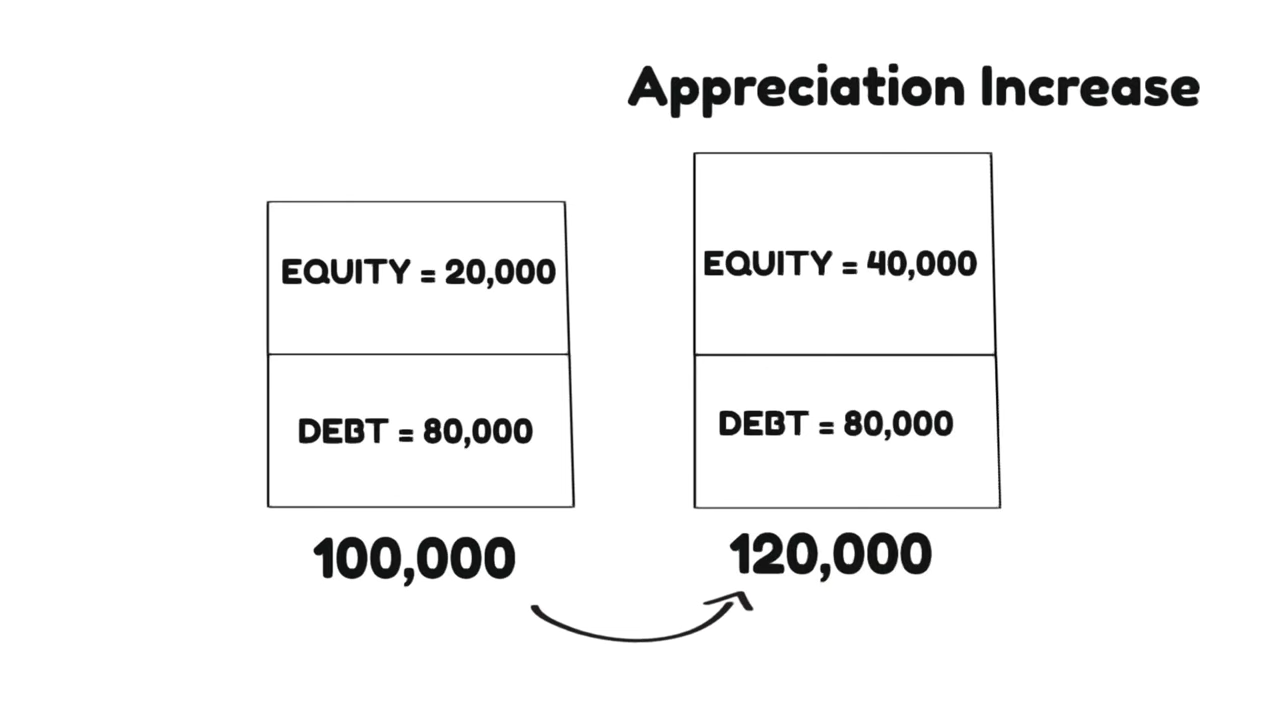 Appreciation Increase
EQUITY = 20,000
DEBT = 80,000
100,000
EQUITY = 40,000
DEBT = 80,000
120,000